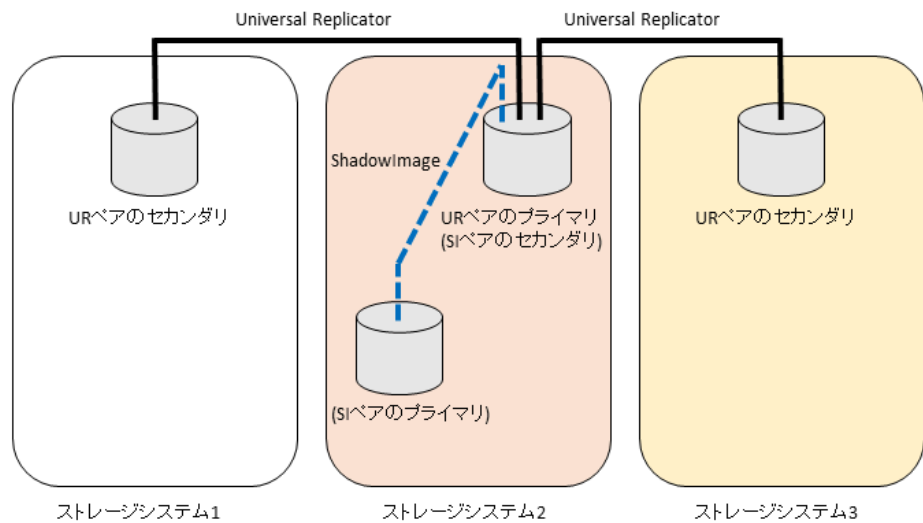 Universal Replicator
Universal Replicator
ShadowImage
URペアのセカンダリ
URペアのプライマリ
(SIペアのセカンダリ)
URペアのセカンダリ
(SIペアのプライマリ)
ストレージシステム1
ストレージシステム2
ストレージシステム3